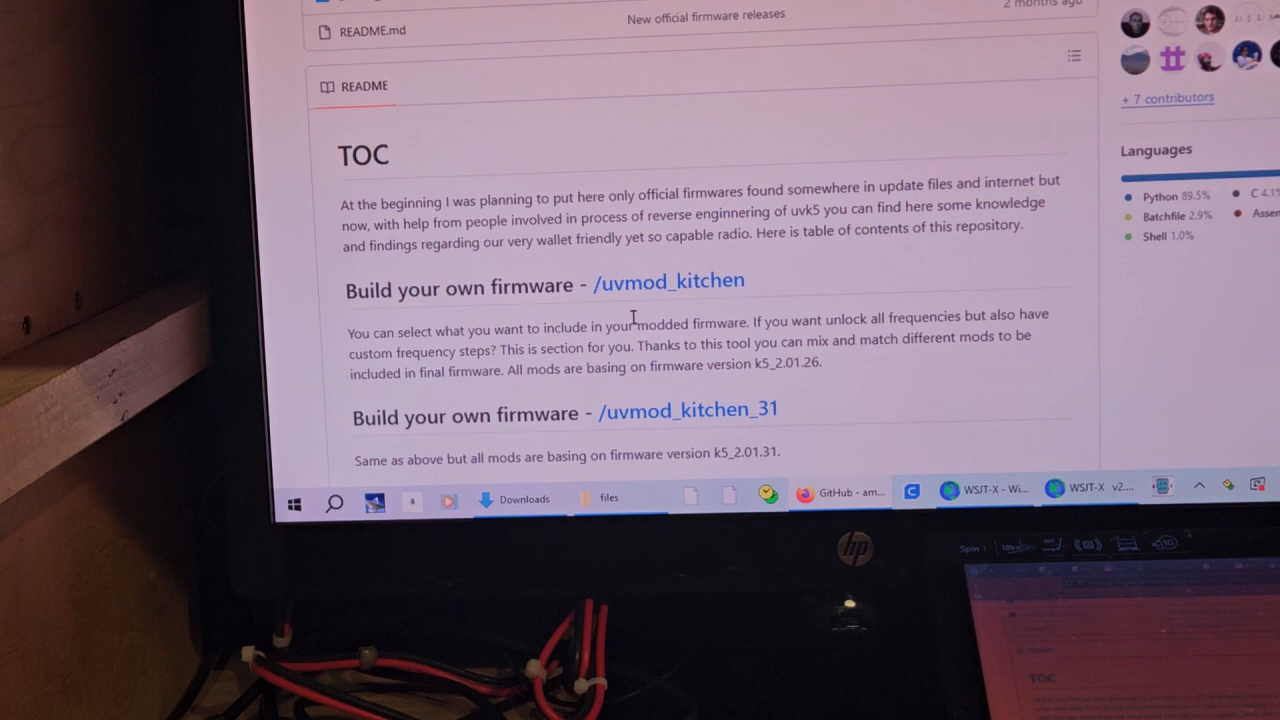 2 months ago
README.md
New official firmware releases
README
+ 7 contributors
TOC
Languages
At the beginning I was planning to put here only official firmwares found somewhere in update files and internet but
now, with help from people involved in process of reverse enginnering of uvk5 you can find here some knowledge
and findings regarding our very wallet friendly yet so capable radio. Here is table of contents of this repository.
Python 89.5%
C 4.1%
Batchfile 2.9%
Assem
Shell 1.0%
Build your own firmware - /uvmod_kitchen
You can select what you want to include in your modded firmware. If you want unlock all frequencies but also have
custom frequency steps? This is section for you. Thanks to this tool you can mix and match different mods to be
included in final firmware. All mods are basing on firmware version k5_2.01.26.
Build your own firmware - /uvmod_kitchen_31
Same as above but all mods are basing on firmware version k5_2.01.31.
a
Downloads
files
GitHub - am...
WSJT-X - Wi...
WSJT-X v2....
hp
Spin
TOC